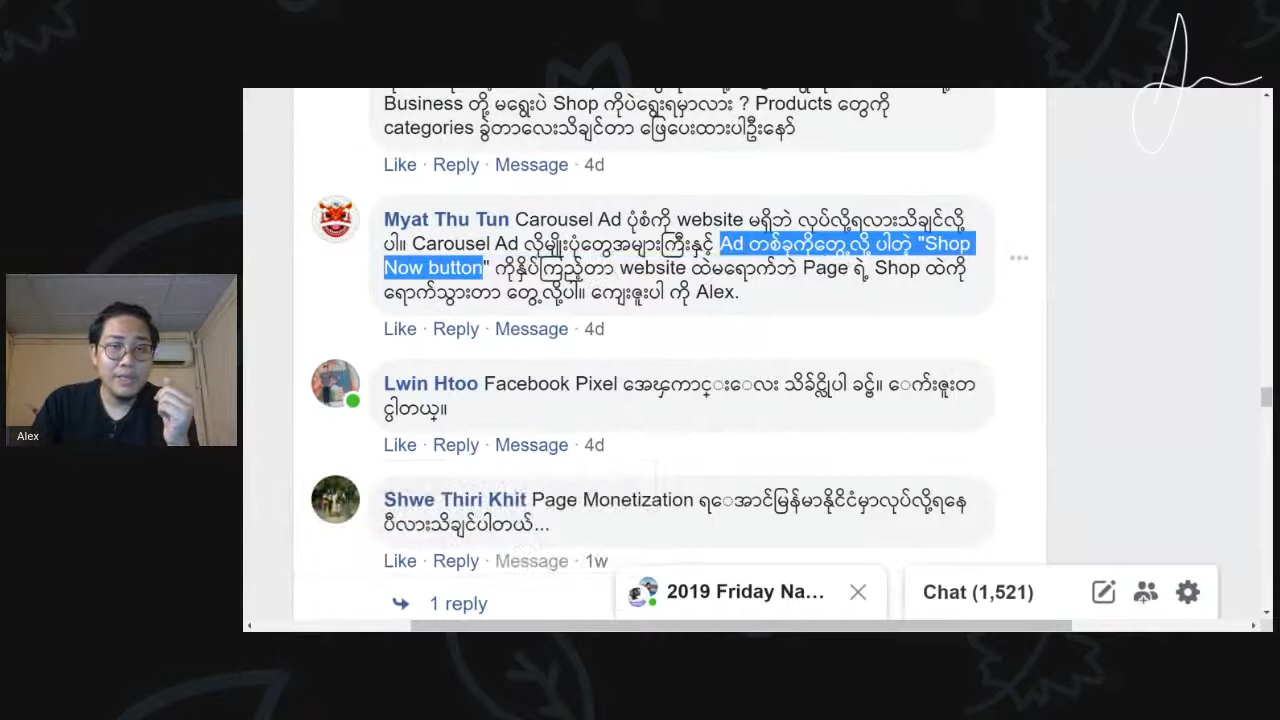 Business တို့ မရွေးပဲ Shop ကိုပဲရွေးရမှာလား ? Products တွေကို
categories ခွဲတာလေးသိချင်တာ ဖြေပေးထားပါဦးနော်
Like · Reply · Message · 4d
Myat Thu Tun Carousel Ad ပုံစံကို website မရှိဘဲ လုပ်လို့ရလားသိချင်လို့
ပါ။ Carousel Ad လိုမျိုးပုံတွေအများကြီးနှင့် Ad တစ်ခုကိုတွေ့လို့ ပါတဲ့ "Shop
Now button" ကိုနှိပ်ကြည့်တာ website ထဲမရောက်ဘဲ Page ရဲ့ Shop ထဲကို
ရောက်သွားတာ တွေ့လို့ပါ။ ကျေးဇူးပါ ကို Alex.
Like · Reply · Message · 4d
Lwin Htoo Facebook Pixel အေၾကာင္းေလး သိခ်င္လို့ပါ ခင္ဗ်။ ေက်းဇူးတ
င္ပါတယ္။
Like · Reply · Message · 4d
Alex
Shwe Thiri Khit Page Monetization ရေအာင်မြန်မာနိုင်ငံမှာလုပ်လို့ရနေ
ပီလားသိချင်ပါတယ်...
Like · Reply · Message · 1w
1 reply
2019 Friday Na...
Chat (1,521)